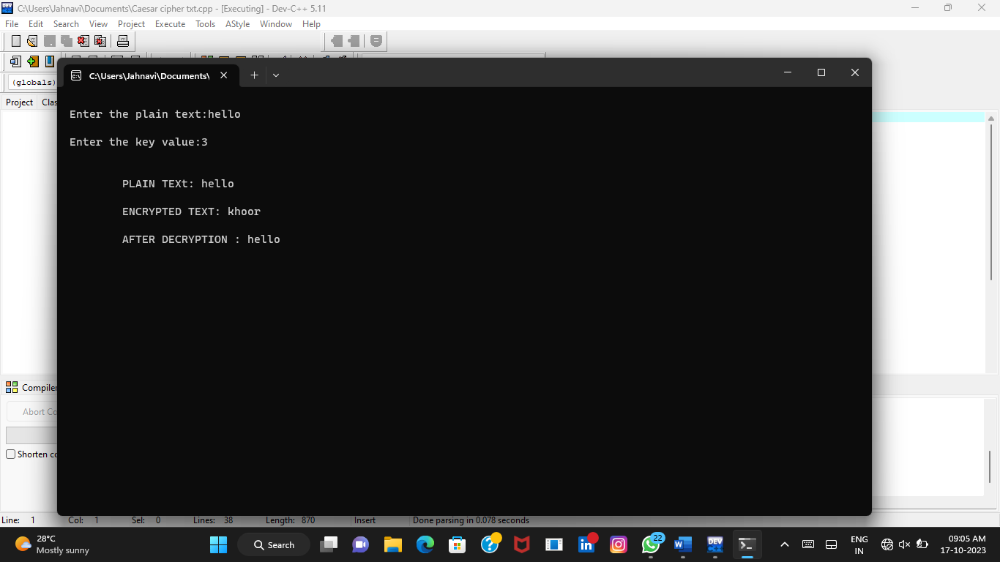 C:\Users\Jahnavi\Documents\Caesar cipher txt.cpp - [Executing] - Dev-C++ 5.11
File Edit Search View Project Execute Tools AStyle Window Help
(globals)
C:\Users\Jahnavi\Documents\
Project Clas
Enter the plain text:hello
Enter the key value:3
PLAIN TEXt: hello
ENCRYPTED TEXT: khoor
AFTER DECRYPTION : hello
Compiler
Abort Co
Shorten co
Line: 1 Col: 1 Sel: 0 Lines: 38 Length: 870 Insert Done parsing in 0.078 seconds
28°C
Mostly sunny
Search
22
DEV
ENG
IN
09:05 AM
17-10-2023